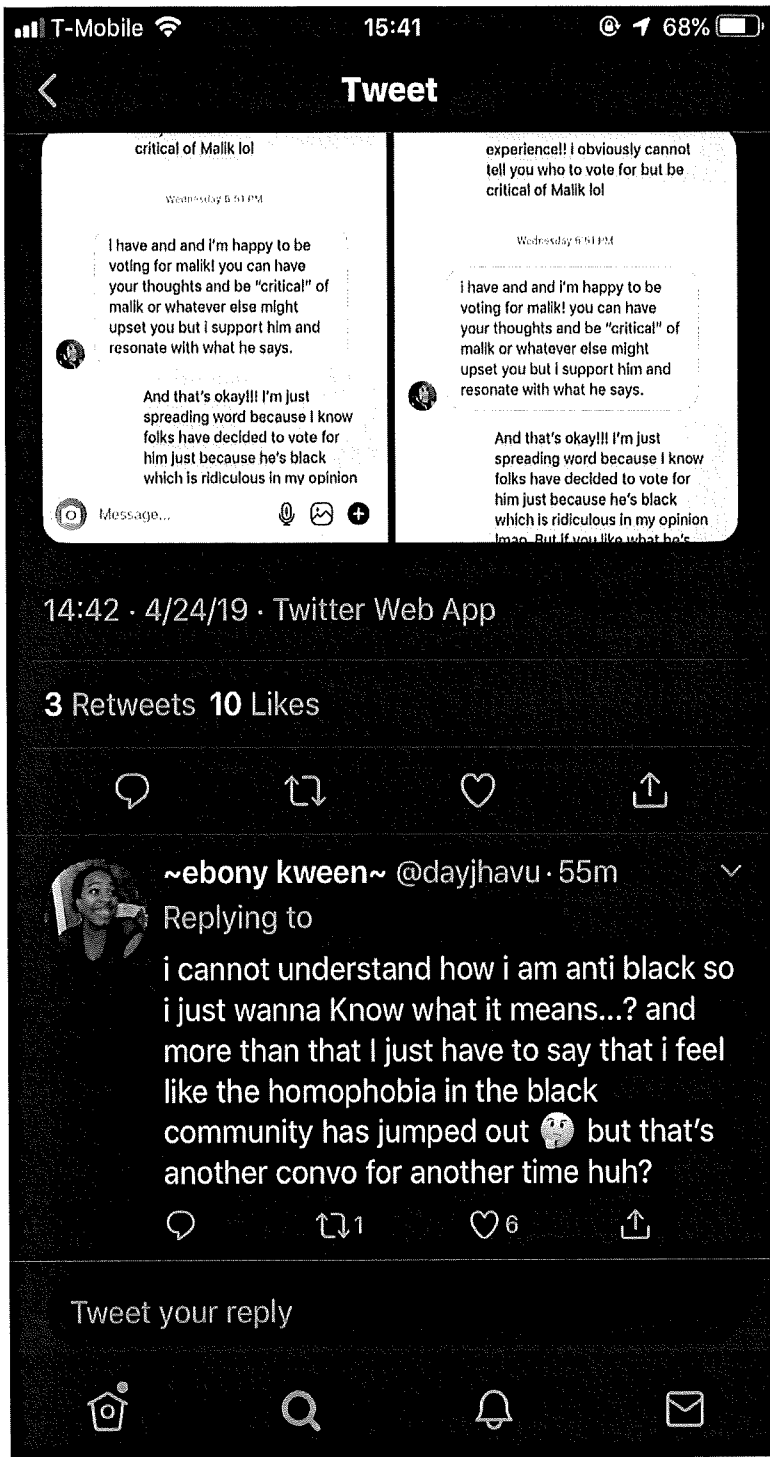 T-Mobile 15:41 68%
Tweet
critical of Malik lol
Wednesday 6:51 PM
i have and and i'm happy to be
voting for malik! you can have
your thoughts and be "critical" of
malik or whatever else might
upset you but i support him and
resonate with what he says.
And that's okay!!! I'm just
spreading word because I know
folks have decided to vote for
him just because he's black
which is ridiculous in my opinion
Message...
experience!! i obviously cannot
tell you who to vote for but be
critical of Malik lol
Wednesday 6:51 PM
i have and and i'm happy to be
voting for malik! you can have
your thoughts and be "critical" of
malik or whatever else might
upset you but i support him and
resonate with what he says.
And that's okay!!! I'm just
spreading word because I know
folks have decided to vote for
him just because he's black
which is ridiculous in my opinion
lmao. But if you like what he's
14:42 · 4/24/19 · Twitter Web App
3 Retweets 10 Likes
~ebony kween~ @dayjhavu · 55m
Replying to
i cannot understand how i am anti black so
i just wanna Know what it means...? and
more than that I just have to say that i feel
like the homophobia in the black
community has jumped out 🤔 but that's
another convo for another time huh?
1 6
Tweet your reply